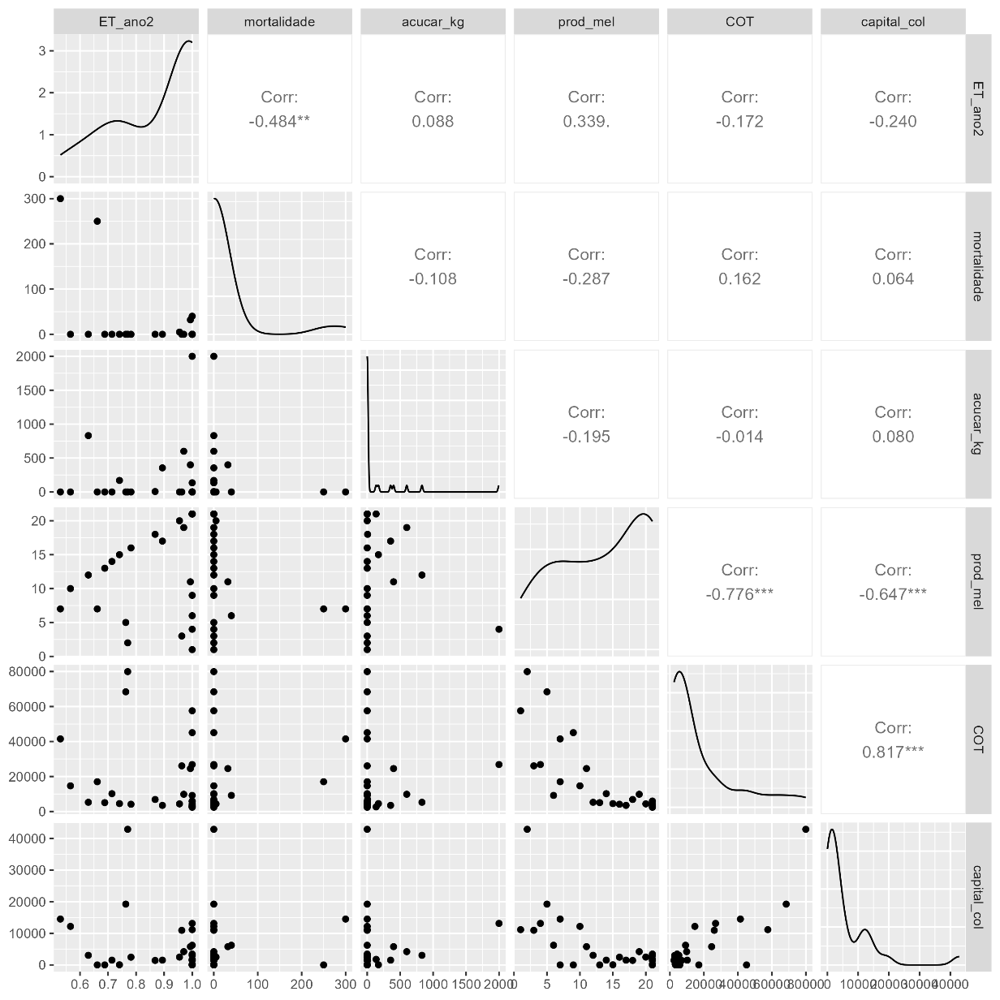 ET_ano2 mortalidade acucar_kg prod_mel COT capital_col
3
2
1
0
Corr:
-0.484**
Corr:
0.088
Corr:
0.339.
Corr:
-0.172
Corr:
-0.240
ET_ano2
300
200
100
0
Corr:
-0.108
Corr:
-0.287
Corr:
0.162
Corr:
0.064
mortalidade
2000
1500
1000
500
0
Corr:
-0.195
Corr:
-0.014
Corr:
0.080
acucar_kg
20
15
10
5
0
Corr:
-0.776***
Corr:
-0.647***
prod_mel
80000
60000
40000
20000
0
Corr:
0.817***
COT
40000
30000
20000
10000
0
capital_col
0.6 0.7 0.8 0.9 1.0 0 100 200 300 0 500 1000 1500 2000 0 5 10 15 20 0 20000 40000 60000 80000 0 10000 20000 30000 40000